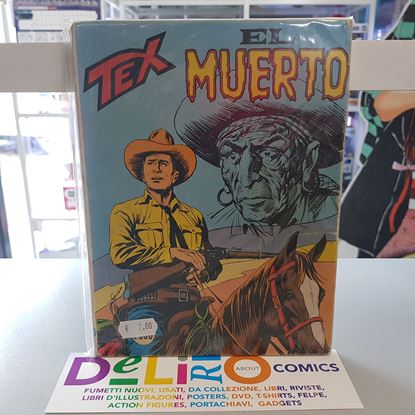 TEX
EL
MUERTO
€ 2,00
DeLiRiO ABOUT COMICS
FUMETTI NUOVI, USATI, DA COLLEZIONE, LIBRI, RIVISTE,
LIBRI D'ILLUSTRAZIONI, POSTERS, DVD, T-SHIRTS, FELPE,
ACTION FIGURES, PORTACHIAVI, GADGETS